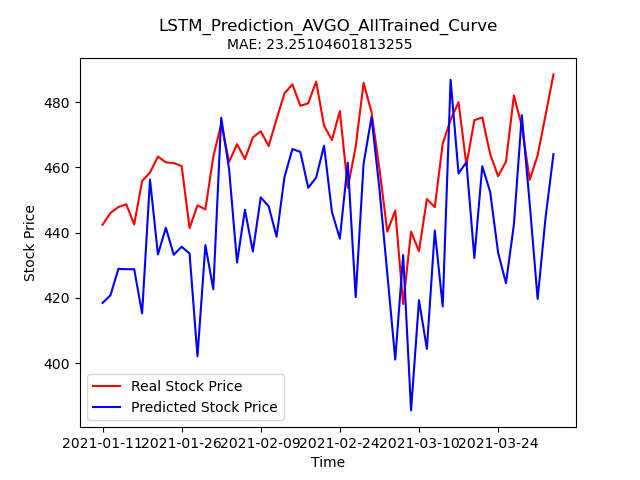 LSTM_Prediction_AVGO_AllTrained_Curve
MAE: 23.25104601813255
Stock Price
480
460
440
420
400
Real Stock Price
Predicted Stock Price
2021-01-11 2021-01-26 2021-02-09 2021-02-24 2021-03-10 2021-03-24
Time